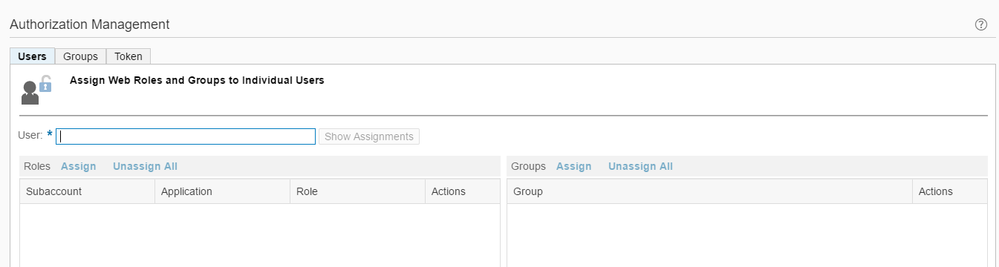 Authorization Management
?
Users Groups Token
Assign Web Roles and Groups to Individual Users
User: * Show Assignments
Roles Assign Unassign All
Groups Assign Unassign All
Subaccount Application Role Actions
Group Actions